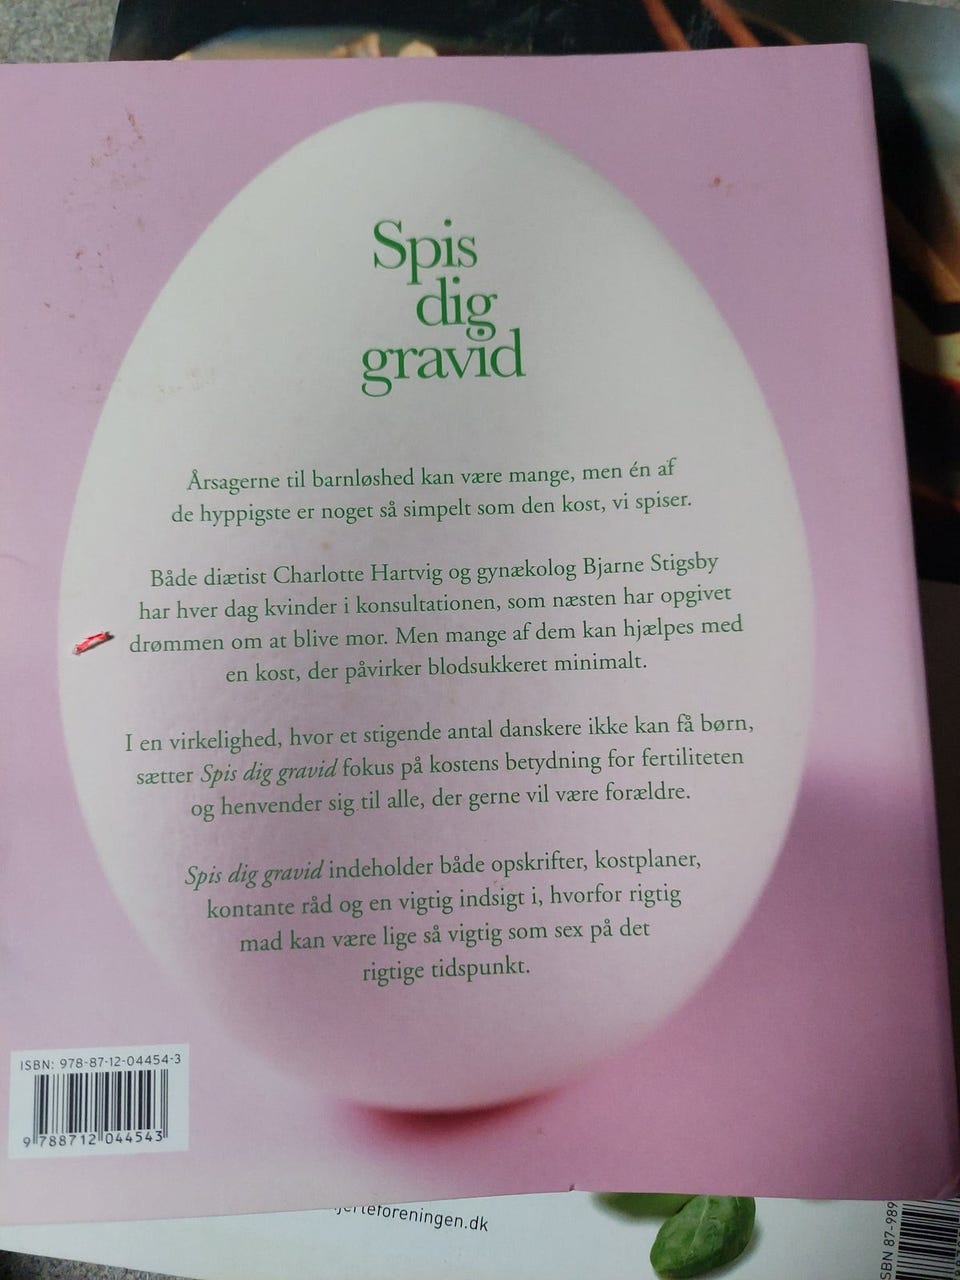 Spis
dig
gravid
Årsagerne til barnløshed kan være mange, men én af
de hyppigste er noget så simpelt som den kost, vi spiser.
Både diætist Charlotte Hartvig og gynækolog Bjarne Stigsby
har hver dag kvinder i konsultationen, som næsten har opgivet
drømmen om at blive mor. Men mange af dem kan hjælpes med
en kost, der påvirker blodsukkeret minimalt.
I en virkelighed, hvor et stigende antal danskere ikke kan få børn,
sætter Spis dig gravid fokus på kostens betydning for fertiliteten
og henvender sig til alle, der gerne vil være forældre.
Spis dig gravid indeholder både opskrifter, kostplaner,
kontante råd og en vigtig indsigt i, hvorfor rigtig
mad kan være lige så vigtig som sex på det
rigtige tidspunkt.
ISBN: 978-87-12-04454-3
9 788712 044543
jerteforeningen.dk
SBN 87-989